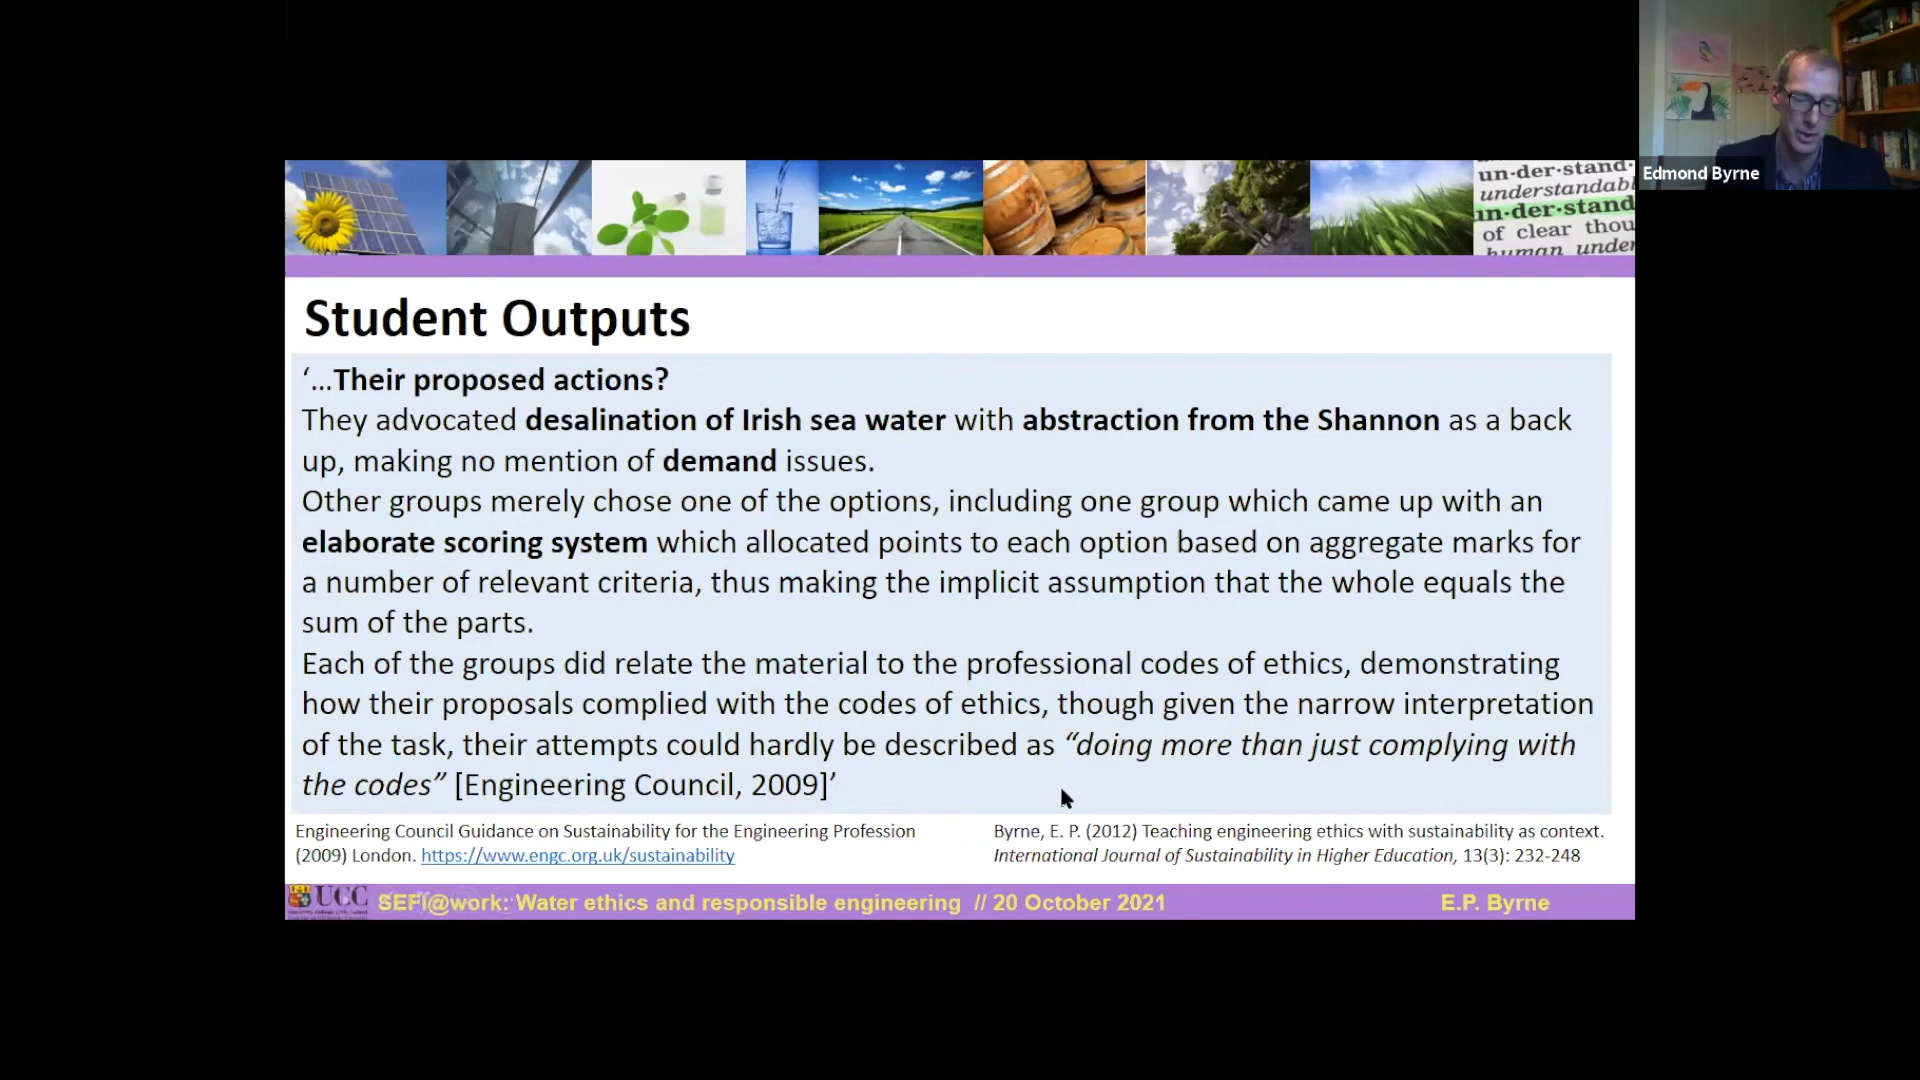 Edmond Byrne
un·der·stand·
understandabl
un·der·stand
of clear thou
human under
Student Outputs
‘...Their proposed actions?
They advocated desalination of Irish sea water with abstraction from the Shannon as a back
up, making no mention of demand issues.
Other groups merely chose one of the options, including one group which came up with an
elaborate scoring system which allocated points to each option based on aggregate marks for
a number of relevant criteria, thus making the implicit assumption that the whole equals the
sum of the parts.
Each of the groups did relate the material to the professional codes of ethics, demonstrating
how their proposals complied with the codes of ethics, though given the narrow interpretation
of the task, their attempts could hardly be described as “doing more than just complying with
the codes” [Engineering Council, 2009]’
Engineering Council Guidance on Sustainability for the Engineering Profession
(2009) London. https://www.engc.org.uk/sustainability
Byrne, E. P. (2012) Teaching engineering ethics with sustainability as context.
International Journal of Sustainability in Higher Education, 13(3): 232-248
UCC
SEFI@work: Water ethics and responsible engineering // 20 October 2021
E.P. Byrne